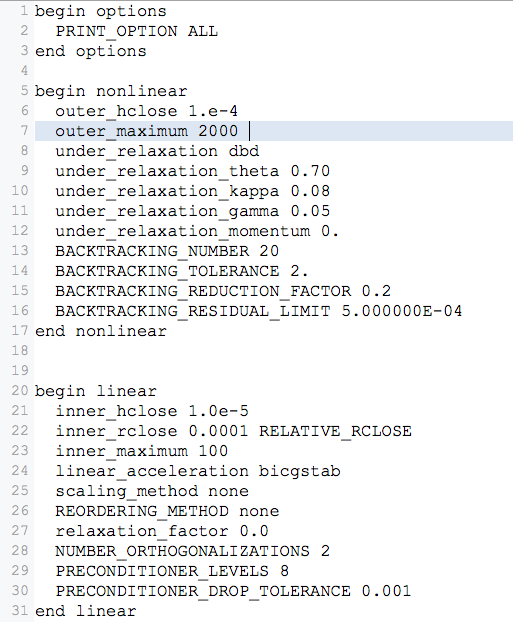 1 begin options
2   PRINT_OPTION ALL
3 end options
4
5 begin nonlinear
6   outer_hclose 1.e-4
7   outer_maximum 2000
8   under_relaxation dbd
9   under_relaxation_theta 0.70
10   under_relaxation_kappa 0.08
11   under_relaxation_gamma 0.05
12   under_relaxation_momentum 0.
13   BACKTRACKING_NUMBER 20
14   BACKTRACKING_TOLERANCE 2.
15   BACKTRACKING_REDUCTION_FACTOR 0.2
16   BACKTRACKING_RESIDUAL_LIMIT 5.000000E-04
17 end nonlinear
18
19
20 begin linear
21   inner_hclose 1.0e-5
22   inner_rclose 0.0001 RELATIVE_RCLOSE
23   inner_maximum 100
24   linear_acceleration bicgstab
25   scaling_method none
26   REORDERING_METHOD none
27   relaxation_factor 0.0
28   NUMBER_ORTHOGONALIZATIONS 2
29   PRECONDITIONER_LEVELS 8
30   PRECONDITIONER_DROP_TOLERANCE 0.001
31 end linear